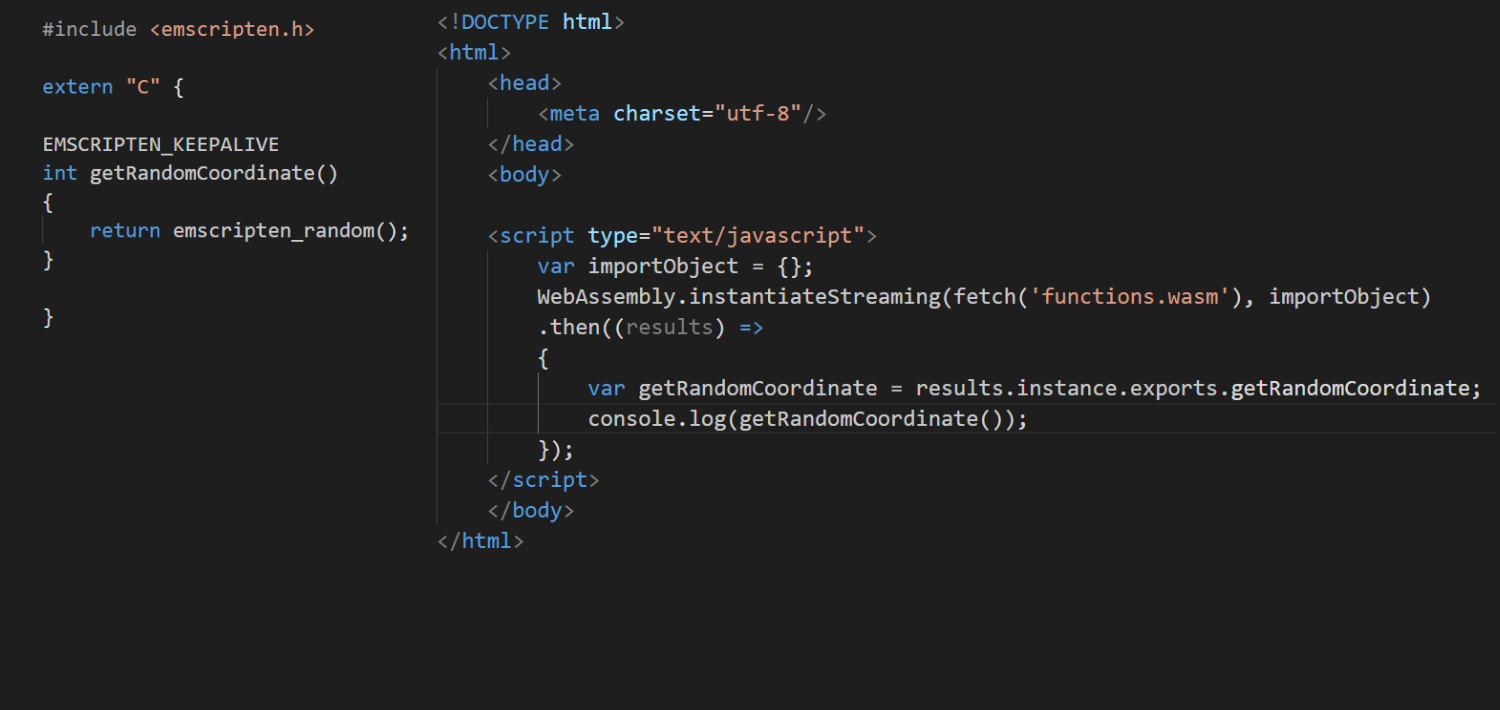 #include <emscripten.h>
extern "C" {
EMSCRIPTEN_KEEPALIVE
int getRandomCoordinate()
{
    return emscripten_random();
}
}
<!DOCTYPE html>
<html>
    <head>
        <meta charset="utf-8"/>
    </head>
    <body>
    <script type="text/javascript">
        var importObject = {};
        WebAssembly.instantiateStreaming(fetch('functions.wasm'), importObject)
        .then((results) =>
        {
            var getRandomCoordinate = results.instance.exports.getRandomCoordinate;
            console.log(getRandomCoordinate());
        });
    </script>
    </body>
</html>